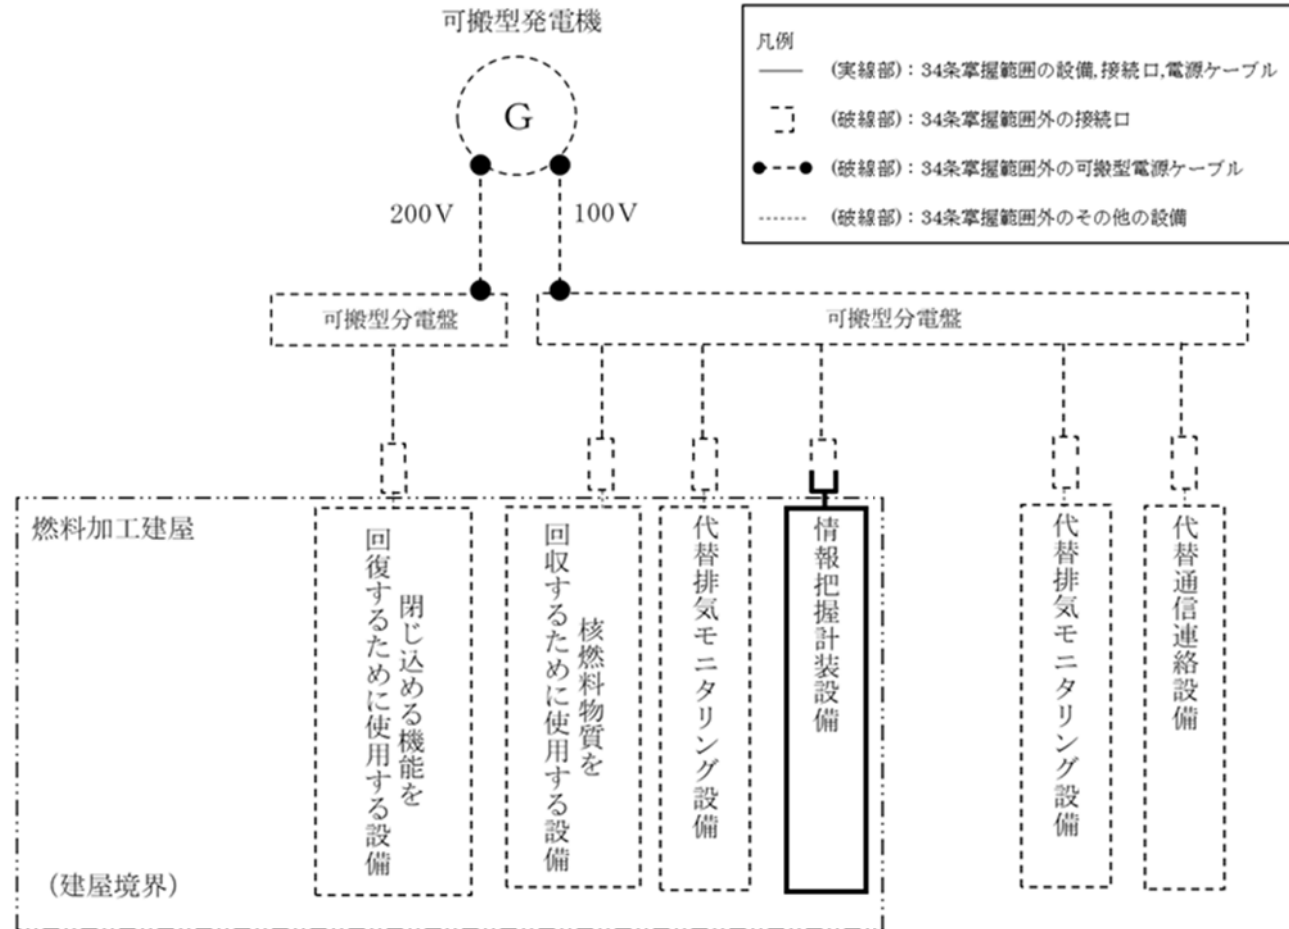 可搬型発電機
G
200V
100V
凡例
(実線部)：34条掌握範囲の設備,接続口,電源ケーブル
(破線部)：34条掌握範囲外の接続口
(破線部)：34条掌握範囲外の可搬型電源ケーブル
(破線部)：34条掌握範囲外のその他の設備
可搬型分電盤
可搬型分電盤
燃料加工建屋
閉じ込める機能を
回復するために使用する設備
核燃料物質を
回収するために使用する設備
代替排気モニタリング設備
情報把握計装設備
代替排気モニタリング設備
代替通信連絡設備
(建屋境界)